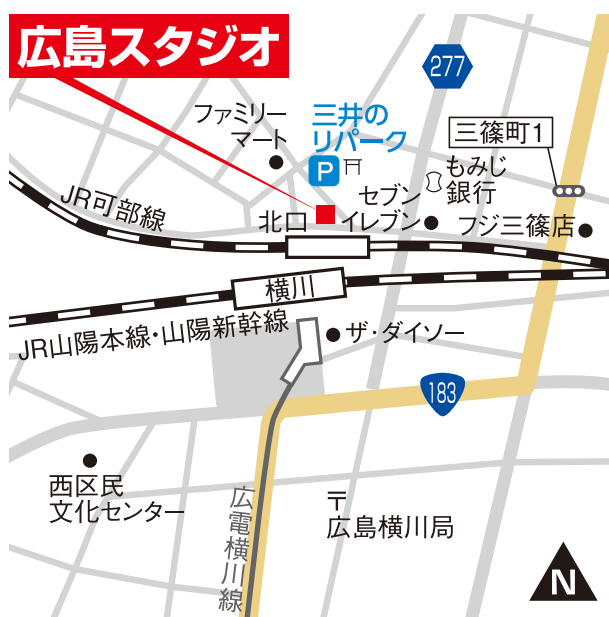 広島スタジオ
277
ファミリー
マート
三井の
リパーク
P
三篠町1
もみじ
銀行
JR可部線
北口
セブン
イレブン
フジ三篠店
横川
JR山陽本線・山陽新幹線
ザ・ダイソー
183
西区民
文化センター
広電横川線
〒
広島横川局
N